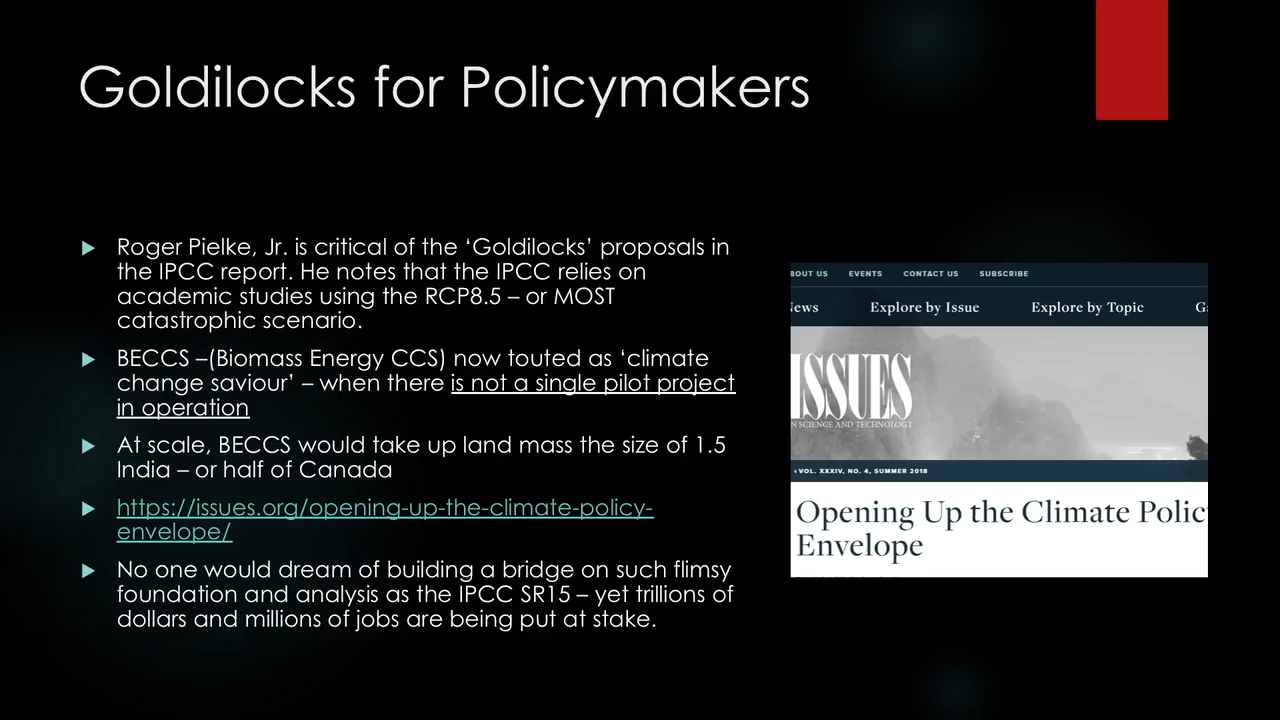 Goldilocks for Policymakers
Roger Pielke, Jr. is critical of the ‘Goldilocks’ proposals in
the IPCC report. He notes that the IPCC relies on
academic studies using the RCP8.5 – or MOST
catastrophic scenario.
BECCS –(Biomass Energy CCS) now touted as ‘climate
change saviour’ – when there is not a single pilot project
in operation
At scale, BECCS would take up land mass the size of 1.5
India – or half of Canada
https://issues.org/opening-up-the-climate-policy-
envelope/
No one would dream of building a bridge on such flimsy
foundation and analysis as the IPCC SR15 – yet trillions of
dollars and millions of jobs are being put at stake.
BOUT US EVENTS CONTACT US SUBSCRIBE
News Explore by Issue Explore by Topic
ISSUES
IN SCIENCE AND TECHNOLOGY
‹ VOL. XXXIV, NO. 4, SUMMER 2018
Opening Up the Climate Polic
Envelope